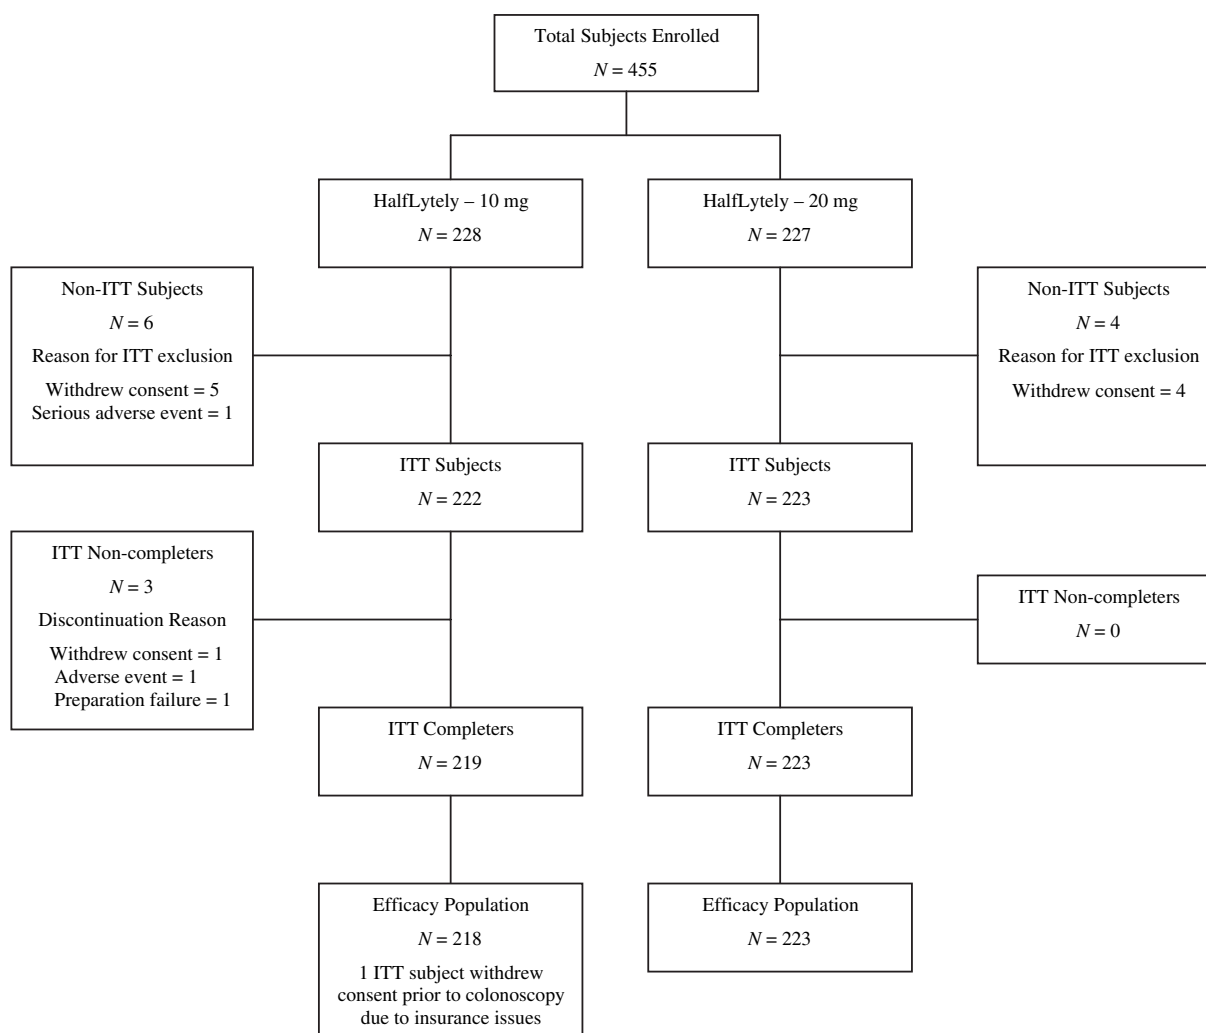 Total Subjects Enrolled
N = 455
HalfLytely – 10 mg
N = 228
HalfLytely – 20 mg
N = 227
Non-ITT Subjects
N = 6
Reason for ITT exclusion
Withdrew consent = 5
Serious adverse event = 1
Non-ITT Subjects
N = 4
Reason for ITT exclusion
Withdrew consent = 4
ITT Subjects
N = 222
ITT Subjects
N = 223
ITT Non-completers
N = 3
Discontinuation Reason
Withdrew consent = 1
Adverse event = 1
Preparation failure = 1
ITT Non-completers
N = 0
ITT Completers
N = 219
ITT Completers
N = 223
Efficacy Population
N = 218
1 ITT subject withdrew
consent prior to colonoscopy
due to insurance issues
Efficacy Population
N = 223